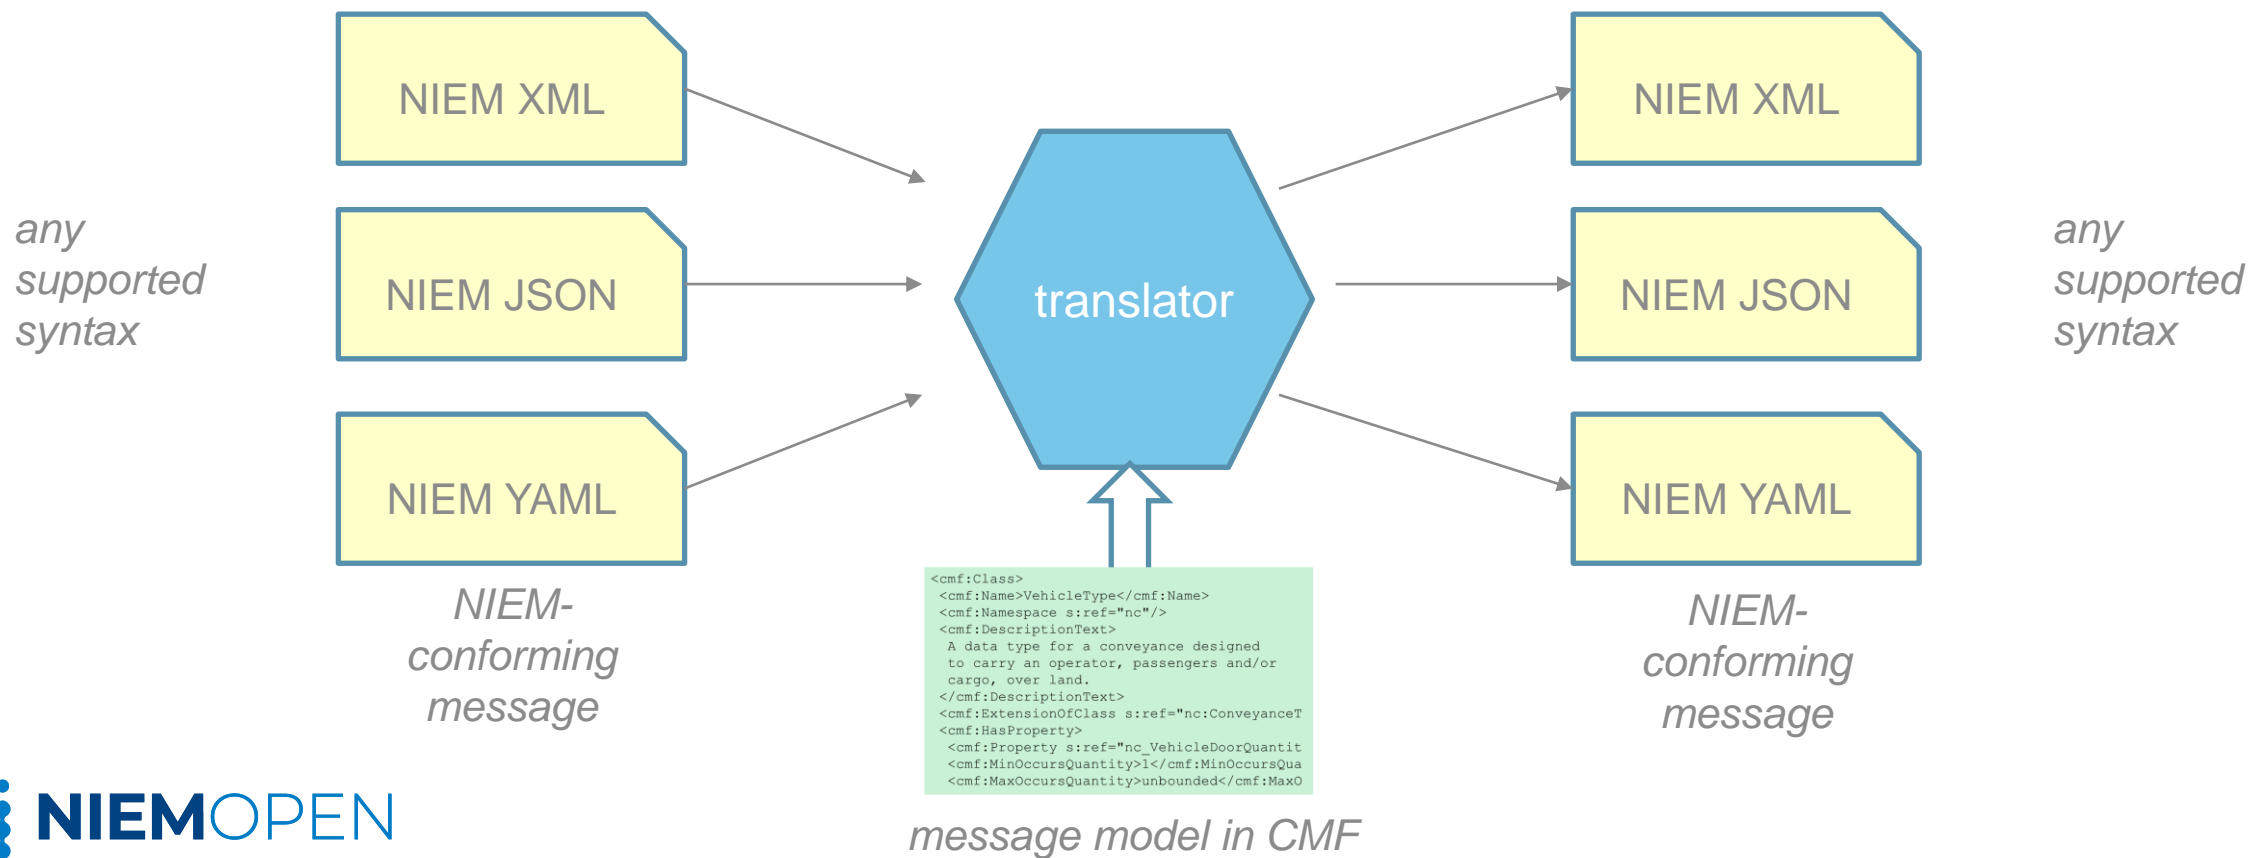 any
supported
syntax
NIEM XML
NIEM JSON
NIEM YAML
NIEM-
conforming
message
translator
<cmf:Class>
<cmf:Name>VehicleType</cmf:Name>
<cmf:Namespace s:ref="nc"/>
<cmf:DescriptionText>
A data type for a conveyance designed
to carry an operator, passengers and/or
cargo, over land.
</cmf:DescriptionText>
<cmf:ExtensionOfClass s:ref="nc:ConveyanceT
<cmf:HasProperty>
<cmf:Property s:ref="nc_VehicleDoorQuantit
<cmf:MinOccursQuantity>1</cmf:MinOccursQua
<cmf:MaxOccursQuantity>unbounded</cmf:MaxO
message model in CMF
NIEM XML
NIEM JSON
NIEM YAML
NIEM-
conforming
message
any
supported
syntax
NIEMOPEN